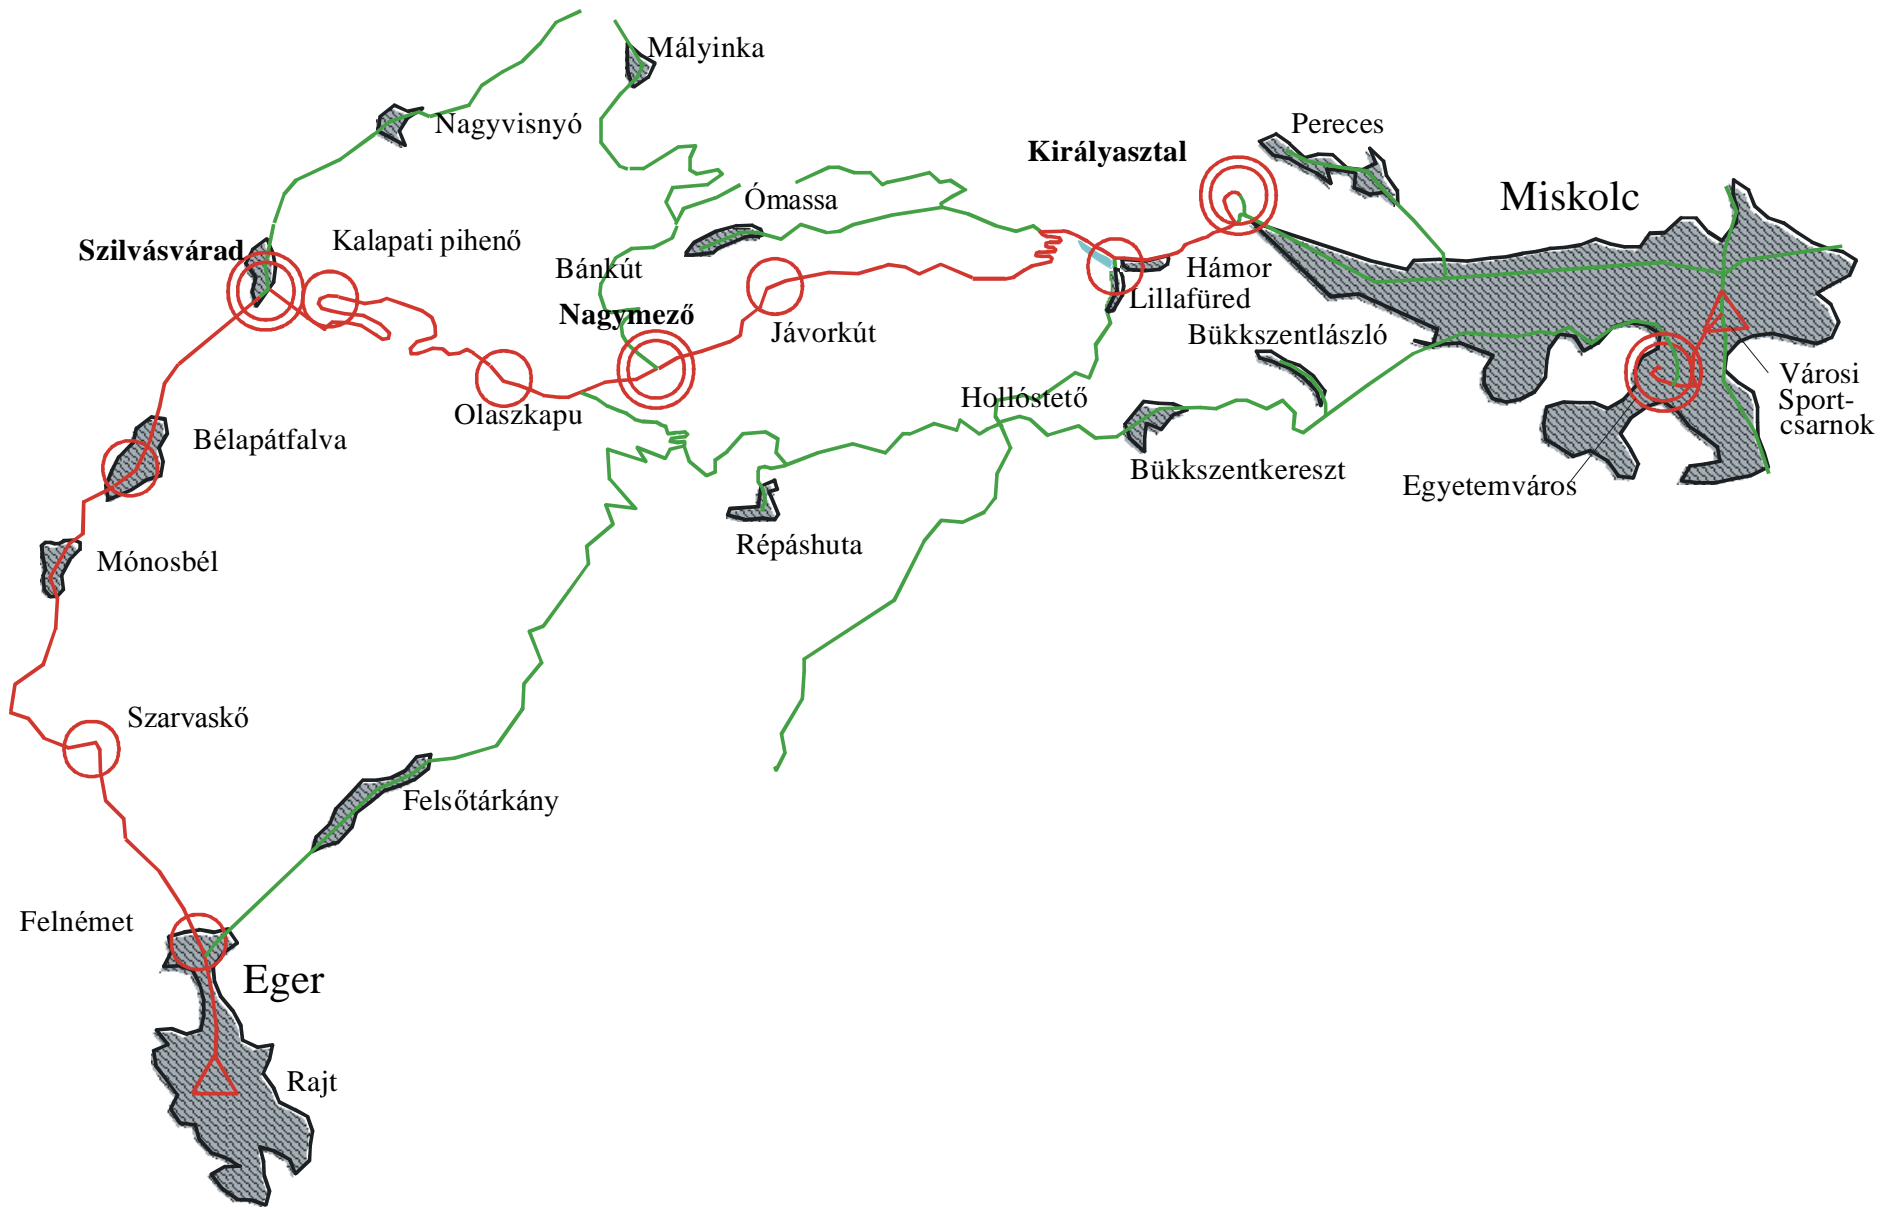 Mályinka
Nagyvisnyó
Pereces
Királyasztal
Miskolc
Ómassa
Kalapati pihenő
Szilvásvárad
Bánkút
Hámor
Lillafüred
Nagymező
Jávorkút
Bükkszentlászló
Városi
Sport-
csarnok
Hollóstető
Olaszkapu
Bélapátfalva
Bükkszentkereszt
Egyetemváros
Répáshuta
Mónosbél
Szarvaskő
Felsőtárkány
Felnémet
Eger
Rajt